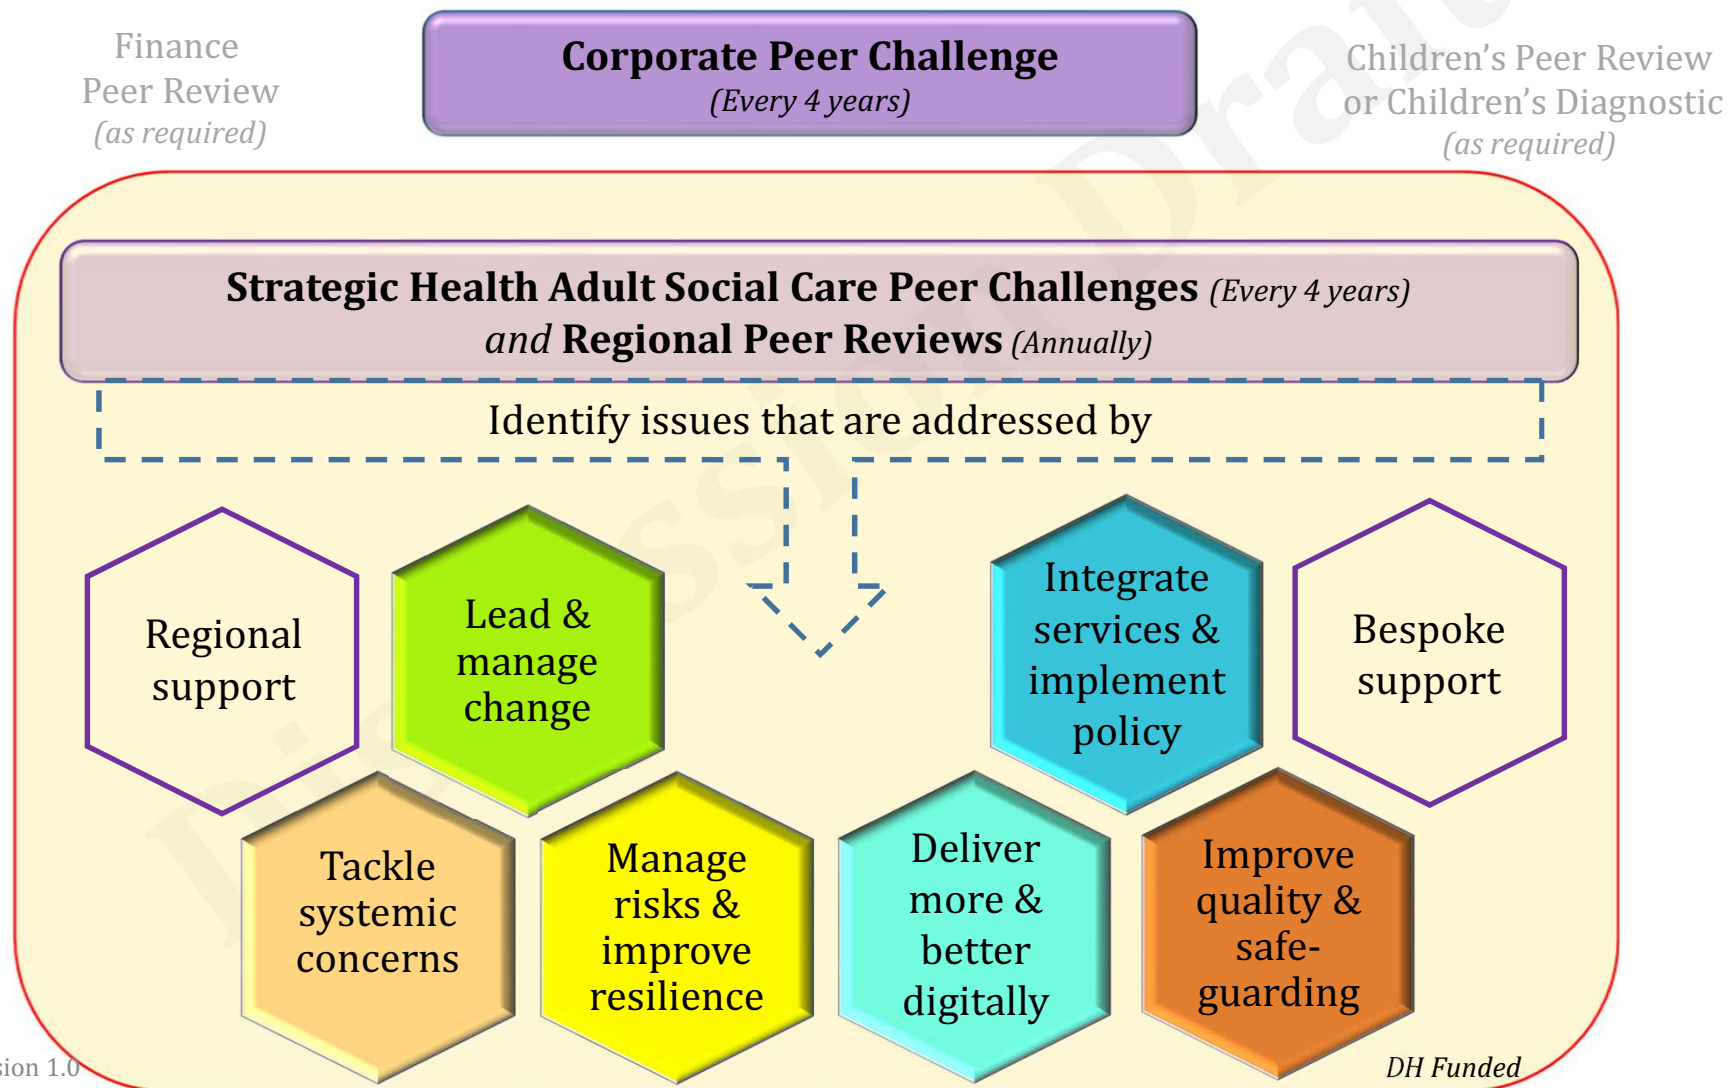 Finance
Peer Review
(as required)
Corporate Peer Challenge
(Every 4 years)
Children's Peer Review
or Children's Diagnostic
(as required)
Strategic Health Adult Social Care Peer Challenges (Every 4 years)
and Regional Peer Reviews (Annually)
Identify issues that are addressed by
Regional
support
Lead &
manage
change
Integrate
services &
implement
policy
Bespoke
support
Tackle
systemic
concerns
Manage
risks &
improve
resilience
Deliver
more &
better
digitally
Improve
quality &
safe-
guarding
sion 1.0
DH Funded